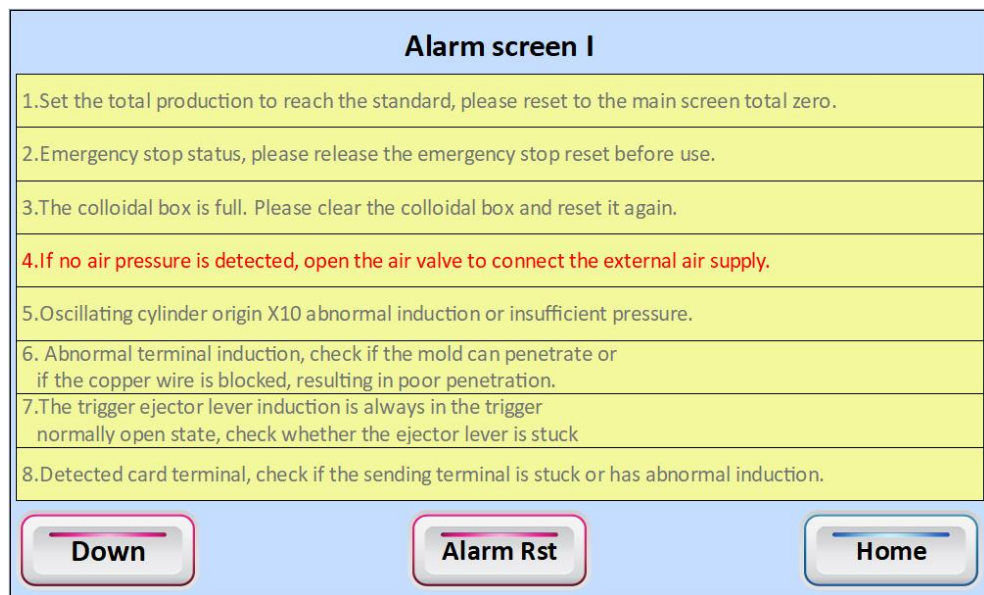 Alarm screen I
1.Set the total production to reach the standard, please reset to the main screen total zero.
2.Emergency stop status, please release the emergency stop reset before use.
3.The colloidal box is full. Please clear the colloidal box and reset it again.
4.If no air pressure is detected, open the air valve to connect the external air supply.
5.Oscillating cylinder origin X10 abnormal induction or insufficient pressure.
6. Abnormal terminal induction, check if the mold can penetrate or
if the copper wire is blocked, resulting in poor penetration.
7.The trigger ejector lever induction is always in the trigger
normally open state, check whether the ejector lever is stuck
8.Detected card terminal, check if the sending terminal is stuck or has abnormal induction.
Down
Alarm Rst
Home